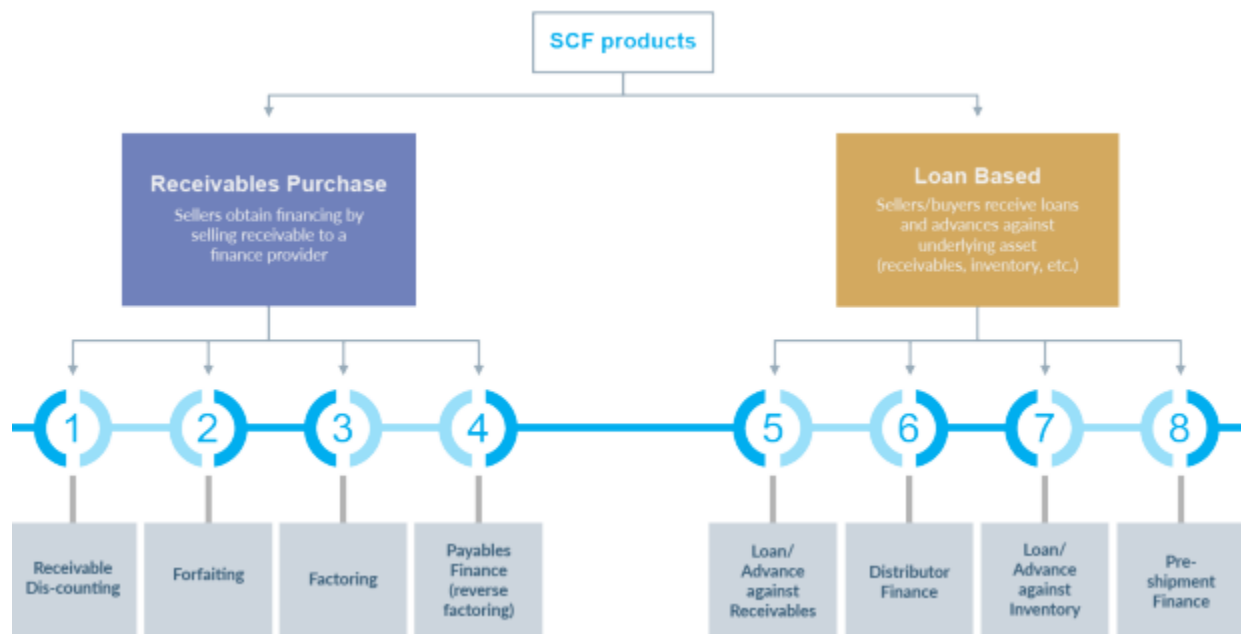 SCF products
Receivables Purchase
Sellers obtain financing by
selling receivable to a
finance provider
Loan Based
Sellers/buyers receive loans
and advances against
underlying asset
(receivables, inventory, etc.)
1
2
3
4
5
6
7
8
Receivable
Dis-counting
Forfaiting
Factoring
Payables
Finance
(reverse
factoring)
Loan/
Advance
against
Receivables
Distributor
Finance
Loan/
Advance
against
Inventory
Pre-
shipment
Finance